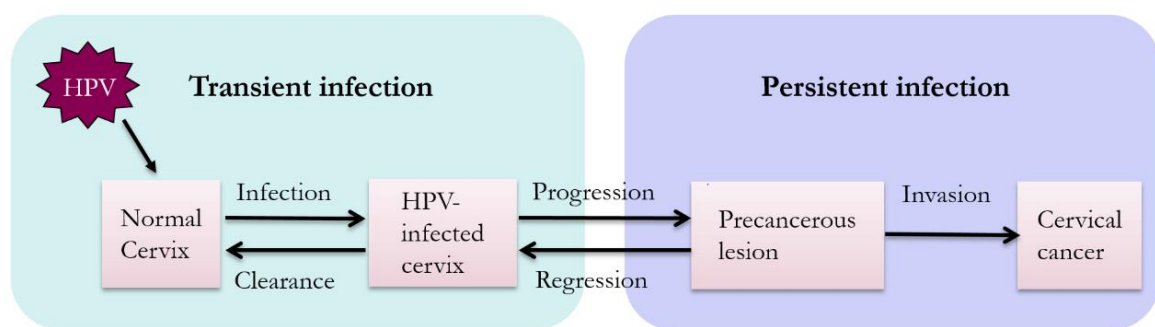 HPV
Transient infection
Persistent infection
Normal
Cervix
Infection
Clearance
HPV-
infected
cervix
Progression
Regression
Precancerous
lesion
Invasion
Cervical
cancer